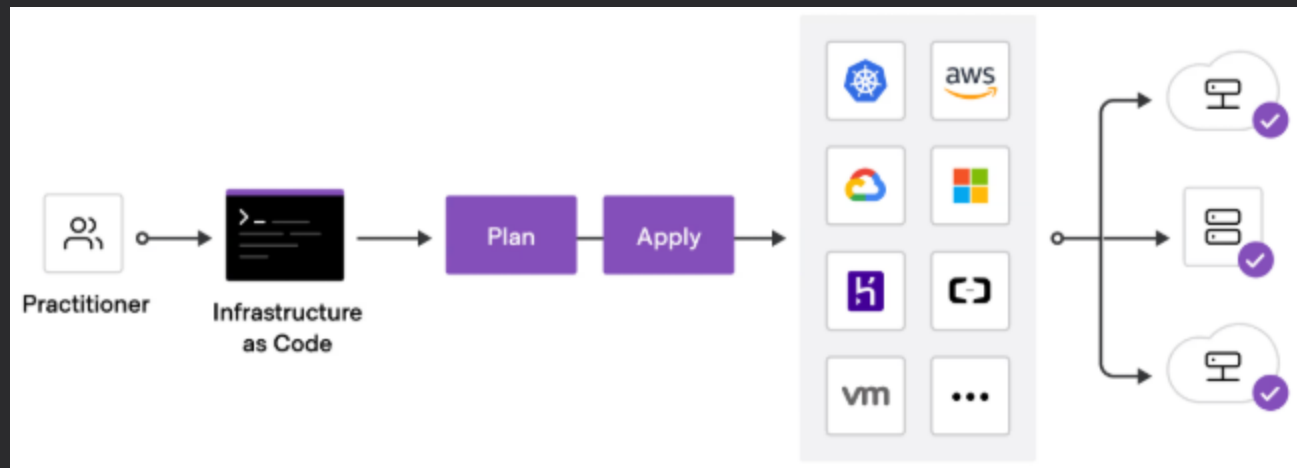 Practitioner
Infrastructure
as Code
Plan
Apply
aws
vm